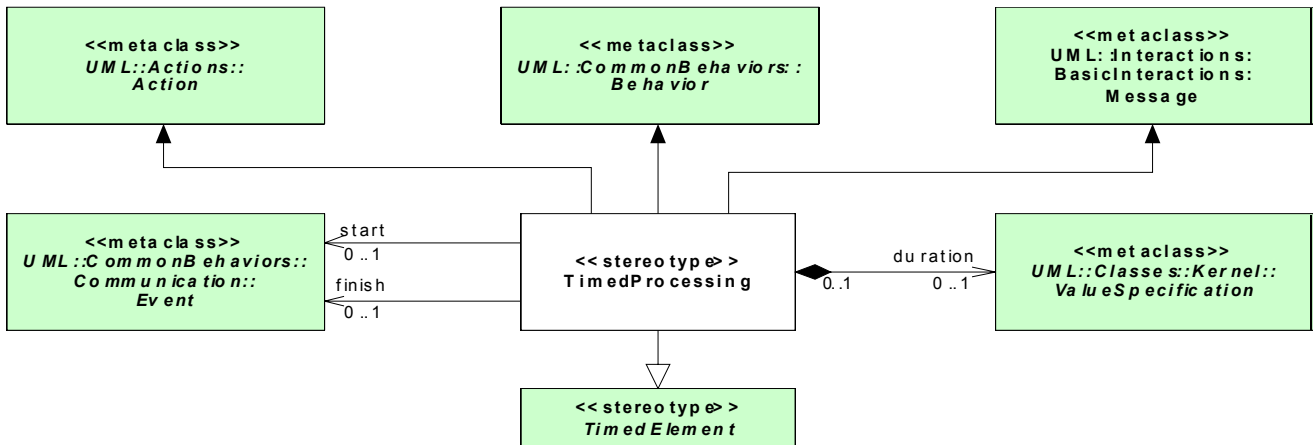 <<metaclass>>
UML::Actions::
Action
<<metaclass>>
UML::CommonBehaviors::
Behavior
<<metaclass>>
UML::Interactions:
BasicInteractions:
Message
<<metaclass>>
UML::CommonBehaviors::
Communication::
Event
start
0..1
finish
0..1
<<stereotype>>
TimedProcessing
0..1
duration
0..1
<<metaclass>>
UML::Classes::Kernel::
ValueSpecification
<<stereotype>>
TimedElement